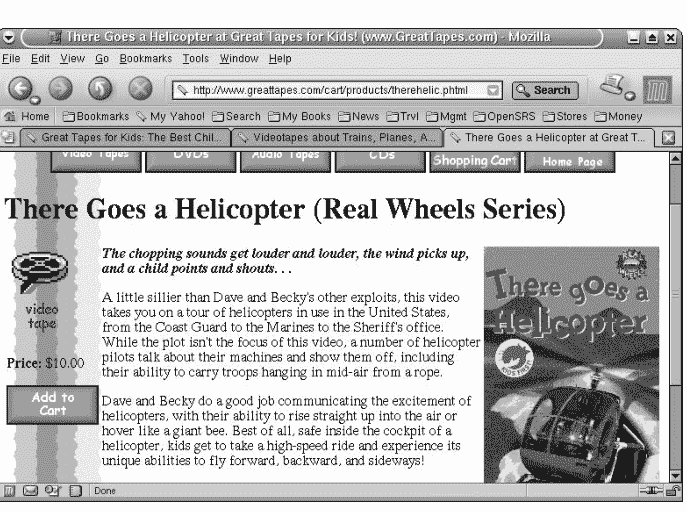 There Goes a Helicopter at Great Tapes for Kids! (www.GreatTapes.com) - Mozilla
File Edit View Go Bookmarks Tools Window Help
http://www.greattapes.com/cart/products/therehelic.phtml Search
Home Bookmarks My Yahoo! Search My Books News Trvl Mgmt OpenSRS Stores Money
Great Tapes for Kids: The Best Chil... Videotapes about Trains, Planes, A... There Goes a Helicopter at Great T...
Video Tapes DVDs Audio Tapes CDs Shopping Cart Home Page
There Goes a Helicopter (Real Wheels Series)
The chopping sounds get louder and louder, the wind picks up,
and a child points and shouts. . .
video
tape
A little sillier than Dave and Becky's other exploits, this video
takes you on a tour of helicopters in use in the United States,
from the Coast Guard to the Marines to the Sheriff's office.
While the plot isn't the focus of this video, a number of helicopter
pilots talk about their machines and show them off, including
their ability to carry troops hanging in mid-air from a rope.
Price: $10.00
Add to
Cart
Dave and Becky do a good job communicating the excitement of
helicopters, with their ability to rise straight up into the air or
hover like a giant bee. Best of all, safe inside the cockpit of a
helicopter, kids get to take a high-speed ride and experience its
unique abilities to fly forward, backward, and sideways!
There goes a
Helicopter
Done